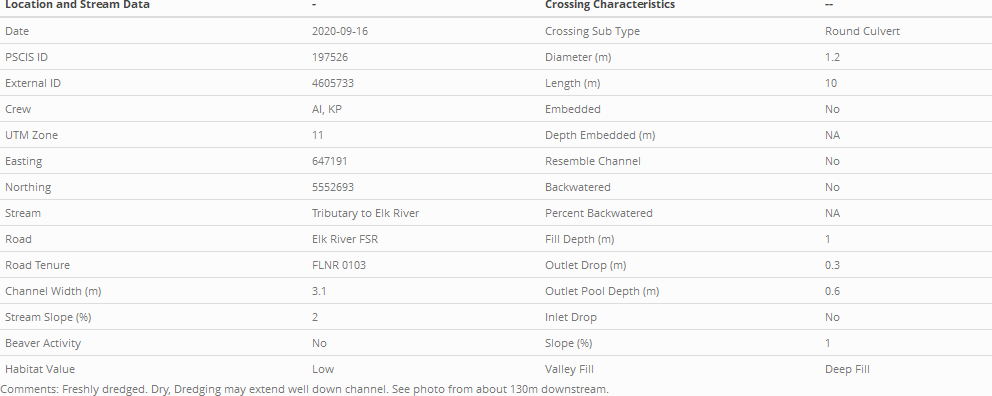 Location and Stream Data - Crossing Characteristics --
Date 2020-09-16 Crossing Sub Type Round Culvert
PSCIS ID 197526 Diameter (m) 1.2
External ID 4605733 Length (m) 10
Crew AI, KP Embedded No
UTM Zone 11 Depth Embedded (m) NA
Easting 647191 Resemble Channel No
Northing 5552693 Backwatered No
Stream Tributary to Elk River Percent Backwatered NA
Road Elk River FSR Fill Depth (m) 1
Road Tenure FLNR 0103 Outlet Drop (m) 0.3
Channel Width (m) 3.1 Outlet Pool Depth (m) 0.6
Stream Slope (%) 2 Inlet Drop No
Beaver Activity No Slope (%) 1
Habitat Value Low Valley Fill Deep Fill
Comments: Freshly dredged. Dry, Dredging may extend well down channel. See photo from about 130m downstream.